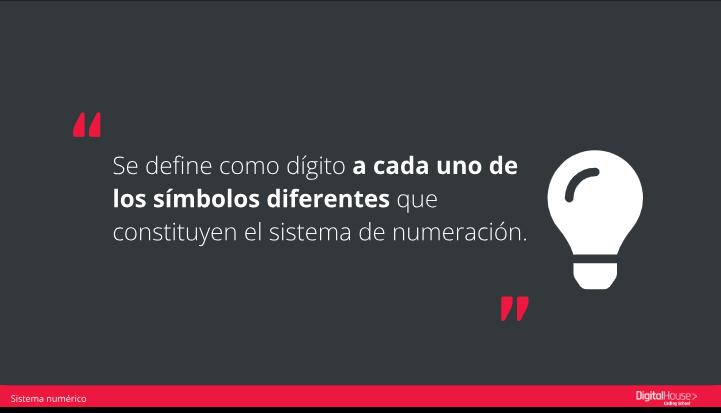 “
Se define como dígito a cada uno de
los símbolos diferentes que
constituyen el sistema de numeración.
”
Sistema numérico
DigitalHouse>
Coding School